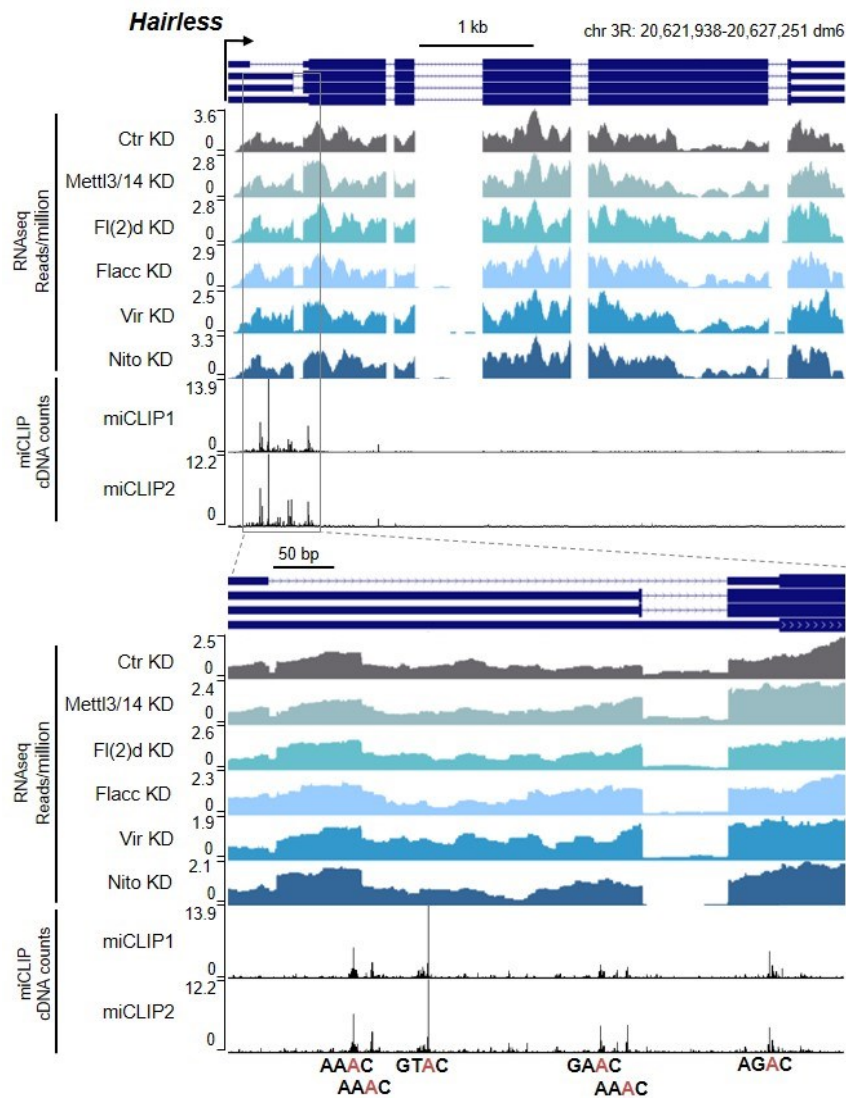 Hairless
1 kb
chr 3R: 20,621,938-20,627,251 dm6
RNAseq
Reads/million
3.6
Ctr KD
0
2.8
Mettl3/14 KD
0
2.8
Fl(2)d KD
0
2.9
Flacc KD
0
2.5
Vir KD
0
3.3
Nito KD
0
miCLIP
cDNA counts
13.9
miCLIP1
0
12.2
miCLIP2
0
50 bp
RNAseq
Reads/million
2.5
Ctr KD
0
2.4
Mettl3/14 KD
0
2.6
Fl(2)d KD
0
2.3
Flacc KD
0
1.9
Vir KD
0
2.1
Nito KD
0
miCLIP
cDNA counts
13.9
miCLIP1
0
12.2
miCLIP2
0
AAAC GTAC GAAC AGAC
AAAC AAAC